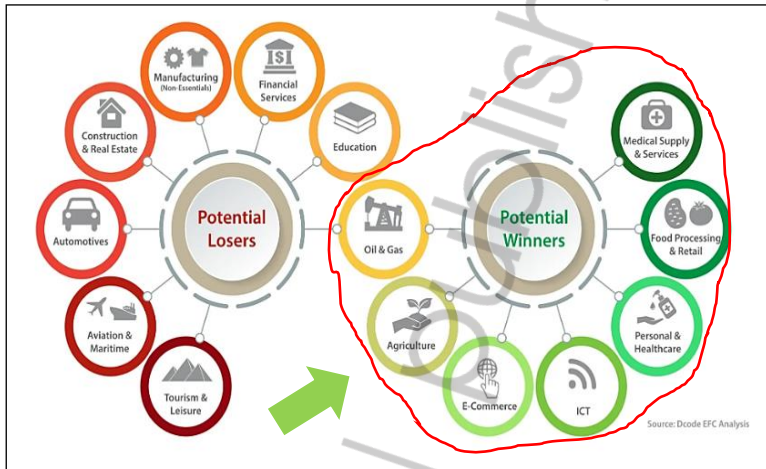 Manufacturing
(Non-Essentials)
Financial
Services
Construction
& Real Estate
Education
Automotives
Potential
Losers
Oil & Gas
Aviation &
Maritime
Tourism &
Leisure
Potential
Winners
Medical Supply
& Services
Food Processing
& Retail
Personal &
Healthcare
ICT
E-Commerce
Agriculture
Source: Dcode EFC Analysis